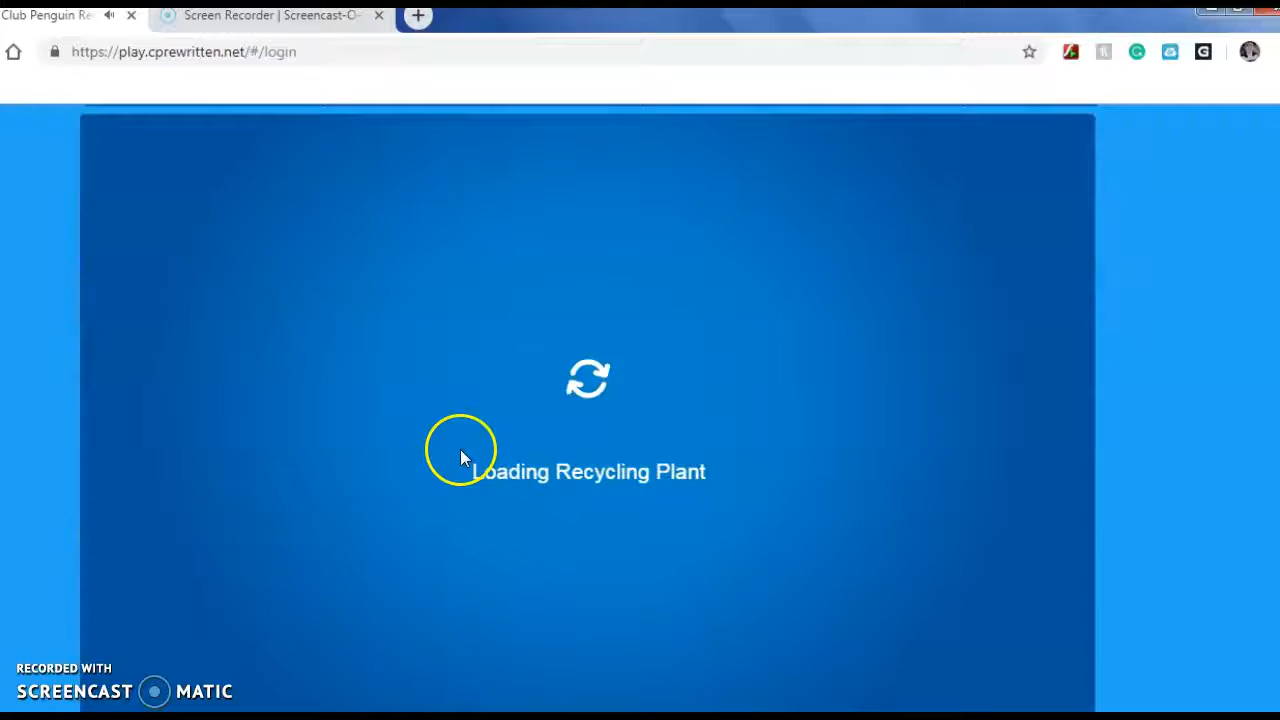 Club Penguin Re
Screen Recorder | Screencast-O-
https://play.cprewritten.net/#/login
Loading Recycling Plant
RECORDED WITH
SCREENCAST MATIC